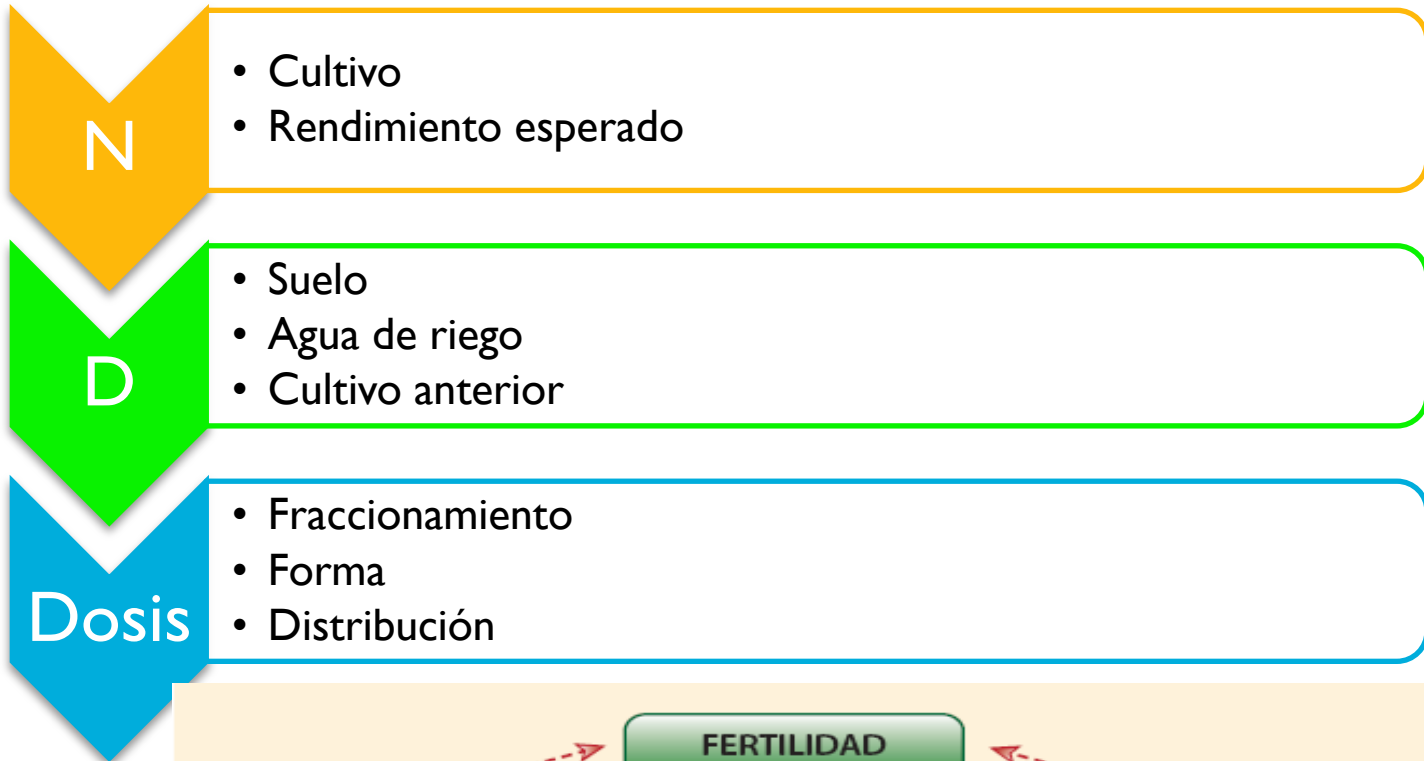 N
• Cultivo
• Rendimiento esperado
D
• Suelo
• Agua de riego
• Cultivo anterior
Dosis
• Fraccionamiento
• Forma
• Distribución
FERTILIDAD